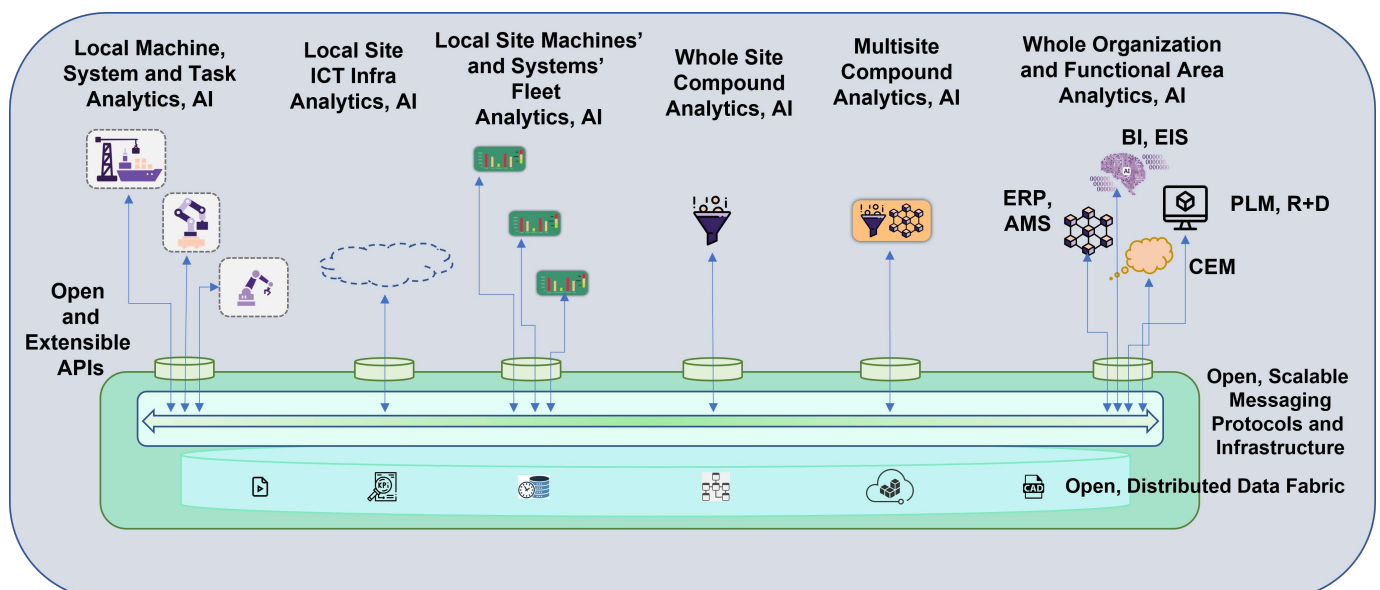 Local Machine,
System and Task
Analytics, AI
Local Site
ICT Infra
Analytics, AI
Local Site Machines’
and Systems’
Fleet
Analytics, AI
Whole Site
Compound
Analytics, AI
Multisite
Compound
Analytics, AI
Whole Organization
and Functional Area
Analytics, AI
BI, EIS
AI
ERP,
AMS
PLM, R+D
CEM
Open
and
Extensible
APIs
Open, Scalable
Messaging
Protocols and
Infrastructure
KPI
CAD
Open, Distributed Data Fabric